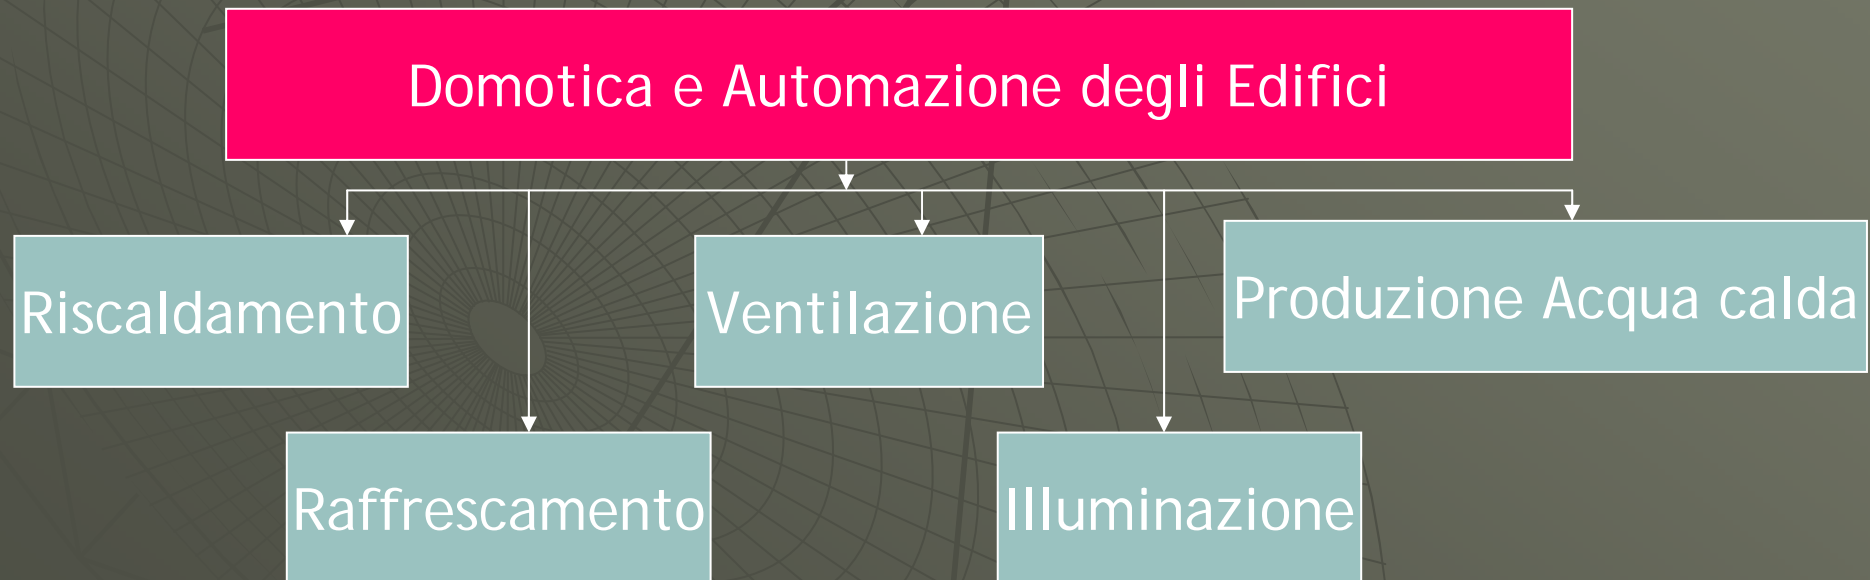 Domotica e Automazione degli Edifici
Riscaldamento
Ventilazione
Produzione Acqua calda
Raffrescamento
Illuminazione